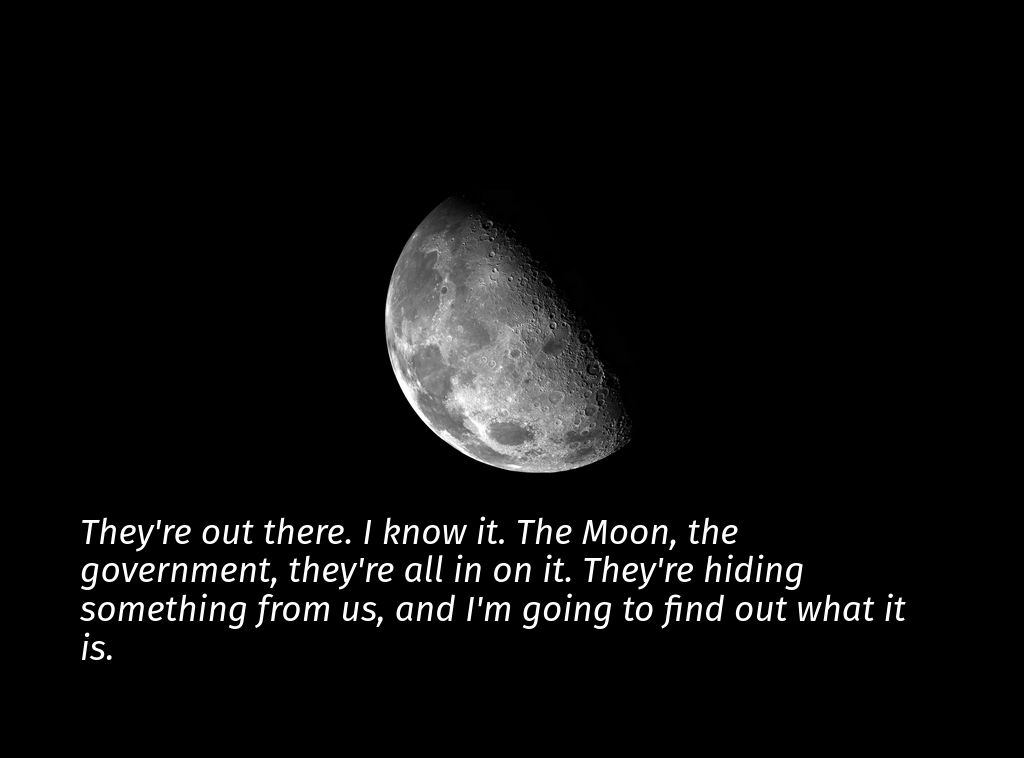 They're out there. I know it. The Moon, the
government, they're all in on it. They're hiding
something from us, and I'm going to find out what it
is.